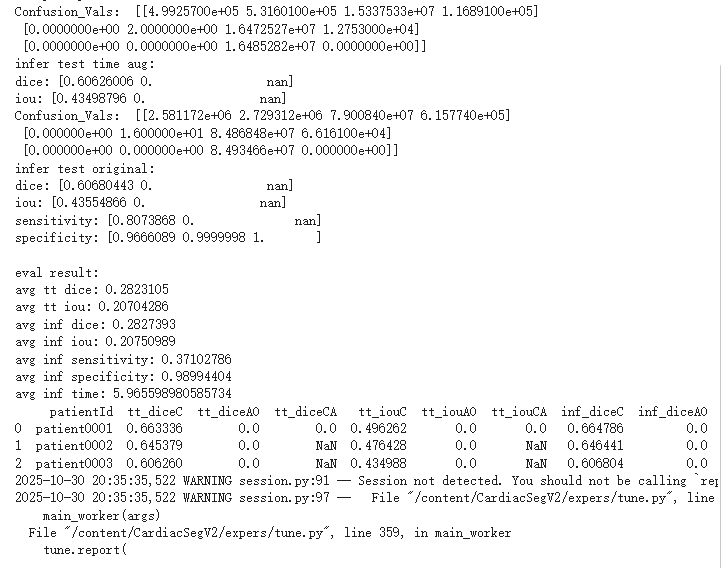 Confusion_Vals:  [[4.9925700e+05 5.3160100e+05 1.5337533e+07 1.1689100e+05]
 [0.0000000e+00 2.0000000e+00 1.6472527e+07 1.2753000e+04]
 [0.0000000e+00 0.0000000e+00 1.6485282e+07 0.0000000e+00]]
infer test time aug:
dice: [0.60626006 0.                nan]
iou: [0.43498796 0.                nan]
Confusion_Vals:  [[2.581172e+06 2.729312e+06 7.900840e+07 6.157740e+05]
 [0.000000e+00 1.600000e+01 8.486848e+07 6.616100e+04]
 [0.000000e+00 0.000000e+00 8.493466e+07 0.000000e+00]]
infer test original:
dice: [0.60680443 0.                nan]
iou: [0.43554866 0.                nan]
sensitivity: [0.8073868 0.               nan]
specificity: [0.9666089 0.9999998 1.       ]
eval result:
avg tt dice: 0.2823105
avg tt iou: 0.20704286
avg inf dice: 0.2827393
avg inf iou: 0.20750989
avg inf sensitivity: 0.37102786
avg inf specificity: 0.98994404
avg inf time: 5.965598980585734
patientId  tt_diceC  tt_diceAO  tt_diceCA  tt_iouC  tt_iouAO  tt_iouCA  inf_diceC  inf_diceAO
0  patient0001  0.663336  0.0  0.0  0.496262  0.0  0.0  0.664786  0.0
1  patient0002  0.645379  0.0  NaN  0.476428  0.0  NaN  0.646441  0.0
2  patient0003  0.606260  0.0  NaN  0.434988  0.0  NaN  0.606804  0.0
2025-10-30 20:35:35,522 WARNING session.py:91 -- Session not detected. You should not be calling `rep
2025-10-30 20:35:35,522 WARNING session.py:97 --   File "/content/CardiacSegV2/expers/tune.py", line
main_worker(args)
File "/content/CardiacSegV2/expers/tune.py", line 359, in main_worker
tune.report(